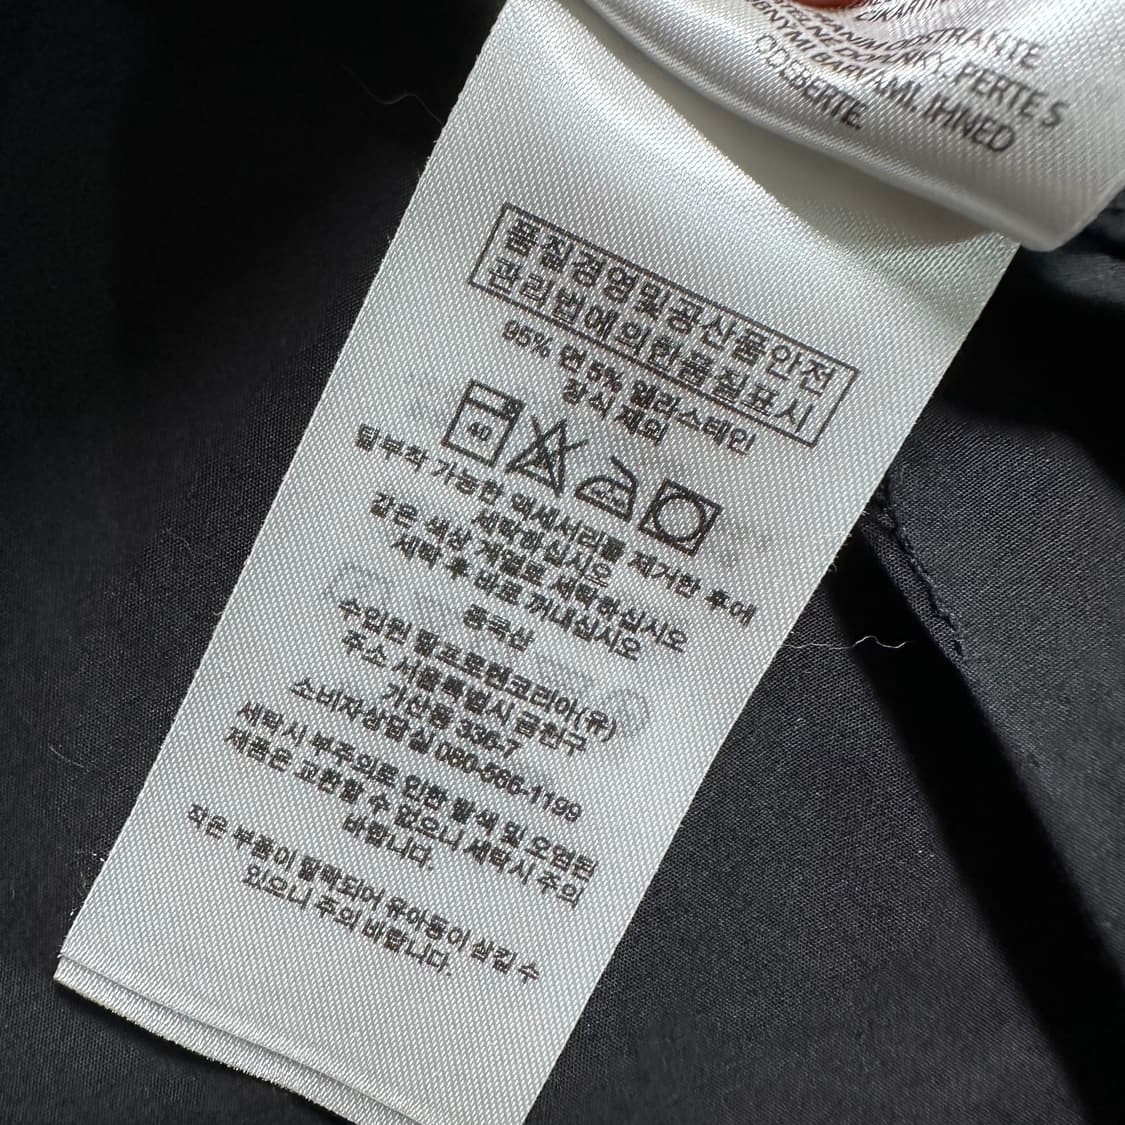 OBSTRANTE
PERTE S
BARVAMI. IHNED
ODBERTE.
품질경영및공산품안전
관리법에의한품질표시
95% 면 5% 엘라스테인
장식 제외
40
탈부착 가능한 액세서리를 제거한 후에
세탁하십시오
같은 색상 계열로 세탁하십시오
세탁 후 바로 꺼내십시오
중국산
수입원 랄프로렌코리아(유)
주소 서울특별시 금천구
가산동 336-7
소비자상담실 080-566-1199
세탁시 부주의로 인한 탈색 및 오염된
제품은 교환할 수 없으니 세탁시 주의
바랍니다.
작은 부품이 탈락되어 유아동이 삼킬 수
있으니 주의 바랍니다.